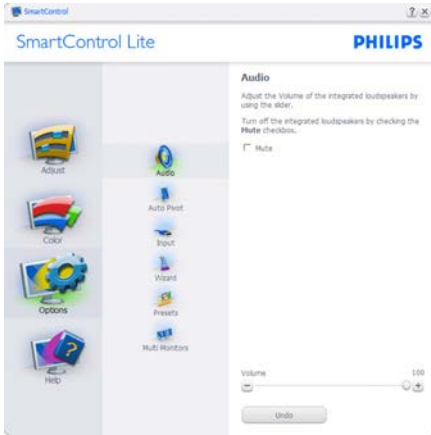 SmartControl
SmartControl Lite
PHILIPS
Adjust
Color
Options
Help
Audio
Auto Pivot
Input
Wizard
Presets
Multi Monitors
Audio
Adjust the Volume of the integrated loudspeakers by
using the slider.
Turn off the integrated loudspeakers by checking the
Mute checkbox.
Mute
Volume 100
Undo